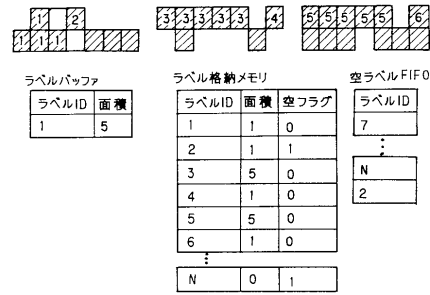 1 2 3 3 3 3 3 4 5 5 5 5 5 6
1 1 1
ラベルバッファ
ラベルID 面積
1 5
ラベル格納メモリ
ラベルID 面積 空フラグ
1 1 0
2 1 1
3 5 0
4 1 0
5 5 0
6 1 0
⋮
N 0 1
空ラベルFIFO
ラベルID
7
⋮
N
2